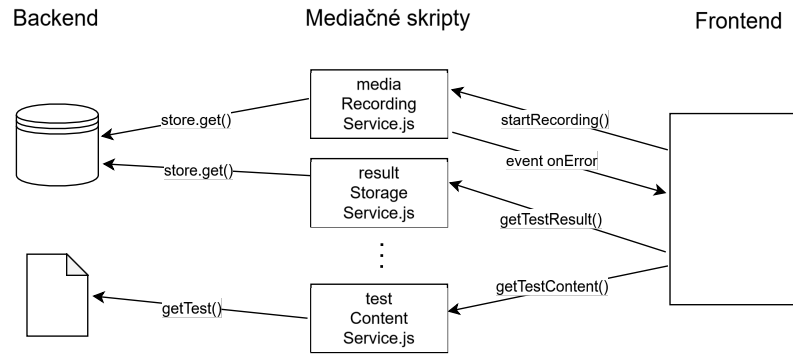 Backend
Mediačné skripty
Frontend
media
Recording
Service.js
store.get()
startRecording()
event onError
store.get()
result
Storage
Service.js
getTestResult()
getTestContent()
getTest()
test
Content
Service.js